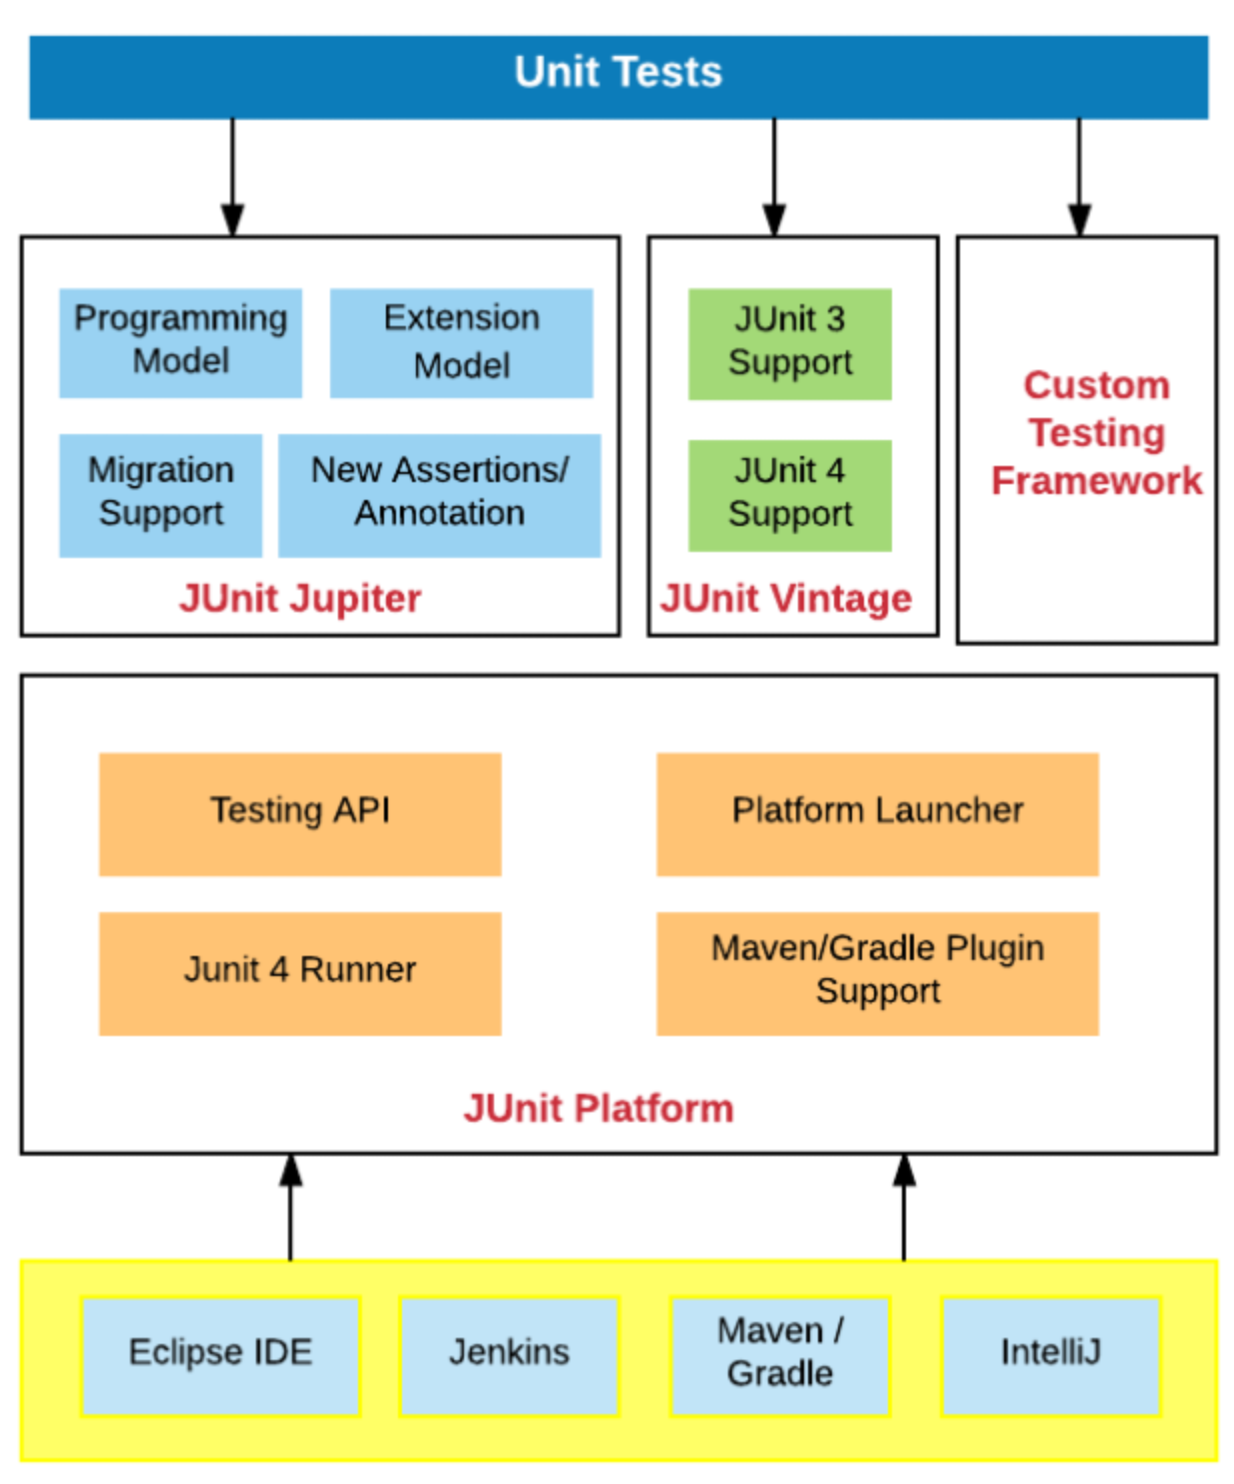 Unit Tests
Programming
Model
Extension
Model
Migration
Support
New Assertions/
Annotation
JUnit Jupiter
JUnit 3
Support
JUnit 4
Support
JUnit Vintage
Custom
Testing
Framework
Testing API
Platform Launcher
Junit 4 Runner
Maven/Gradle Plugin
Support
JUnit Platform
Eclipse IDE
Jenkins
Maven /
Gradle
IntelliJ